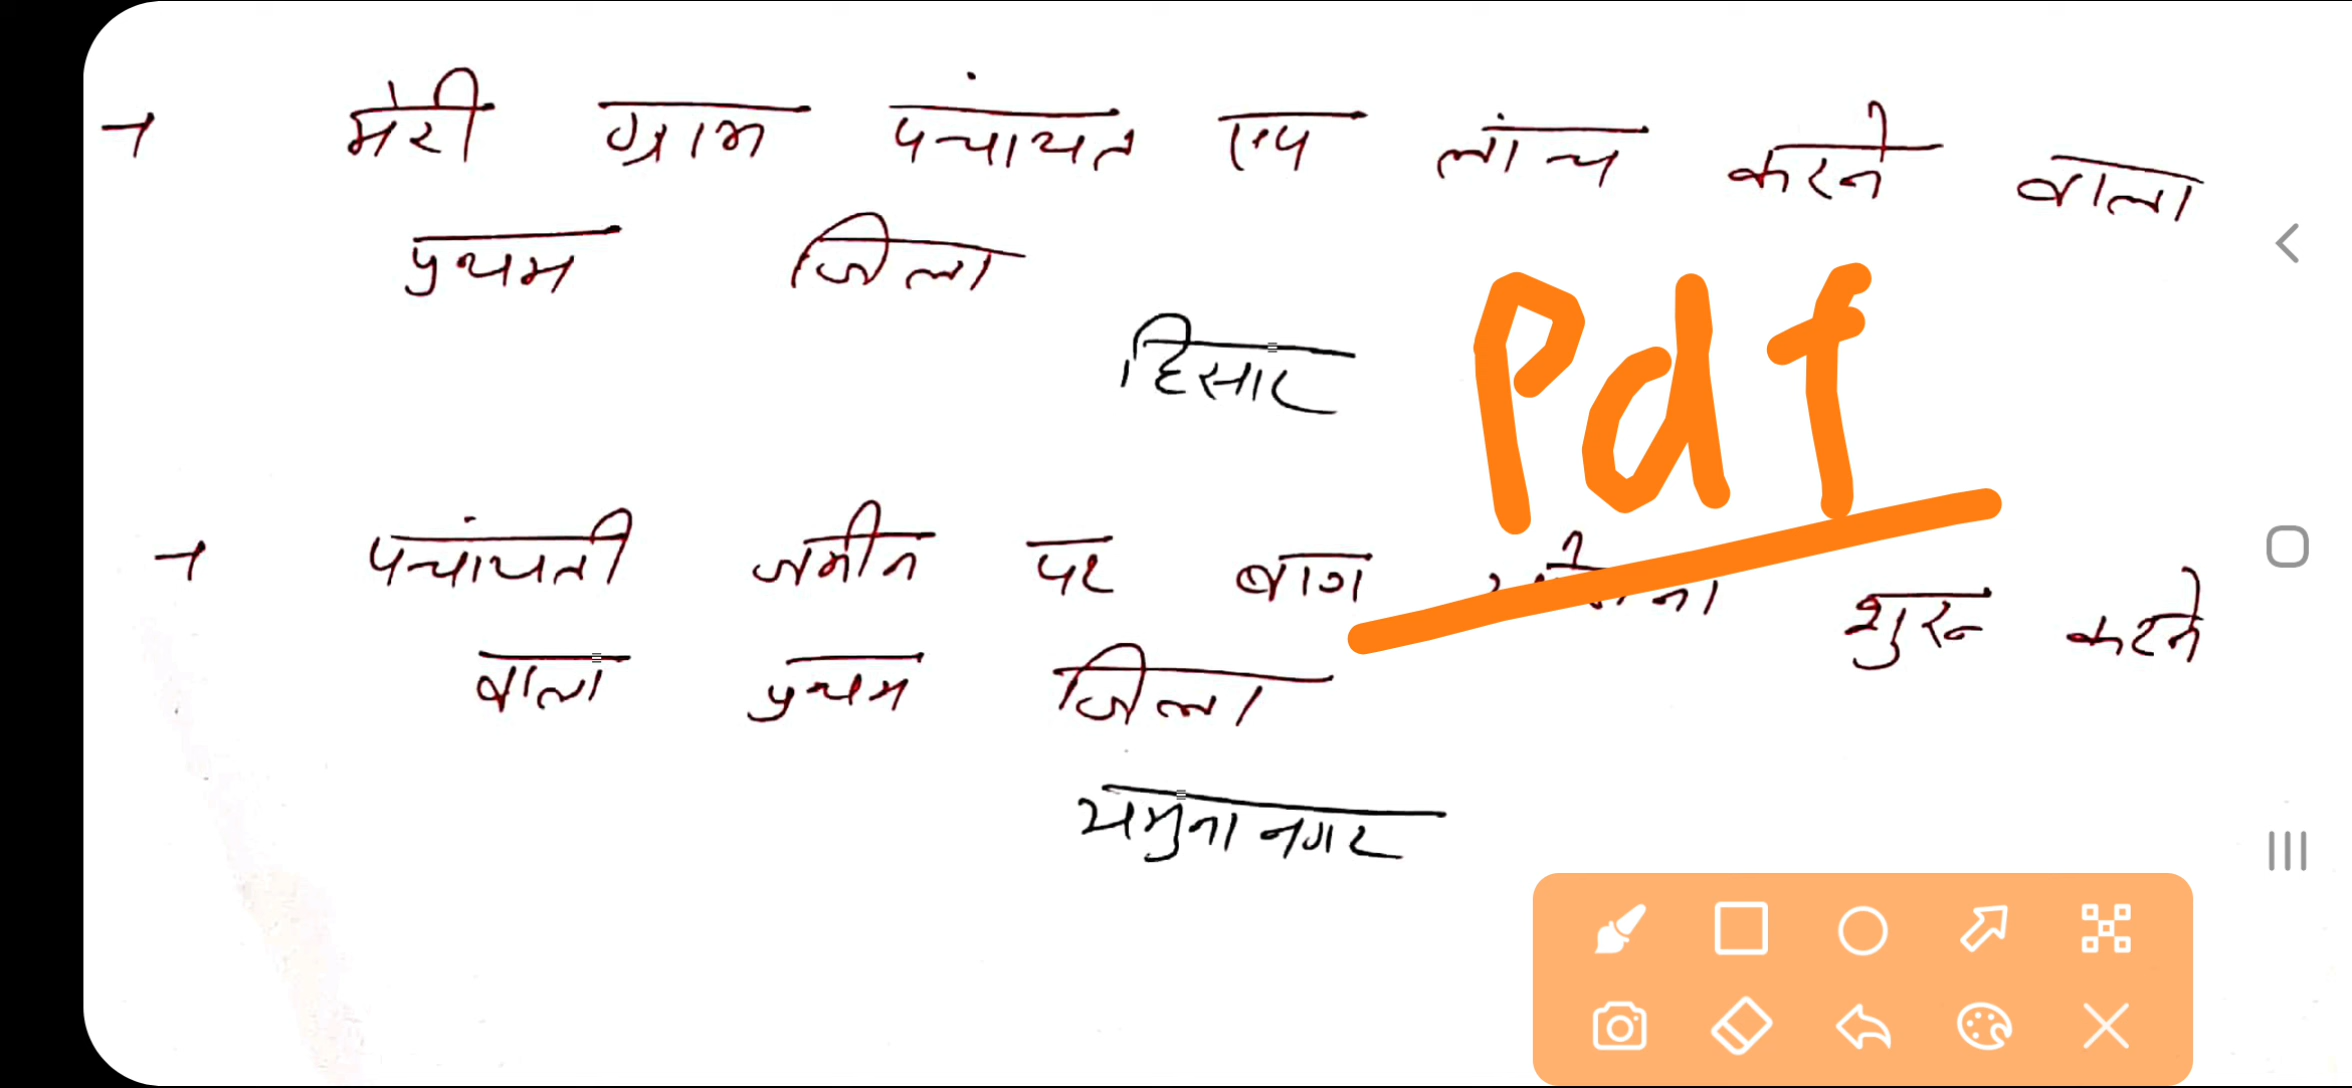 → मेरी ग्राम पंचायत एप लांच करने वाला
प्रथम जिला
हिसार
Pdf
→ पंचायती जमीन पर बाग शुरू करने
वाला प्रथम जिला
यमुनानगर